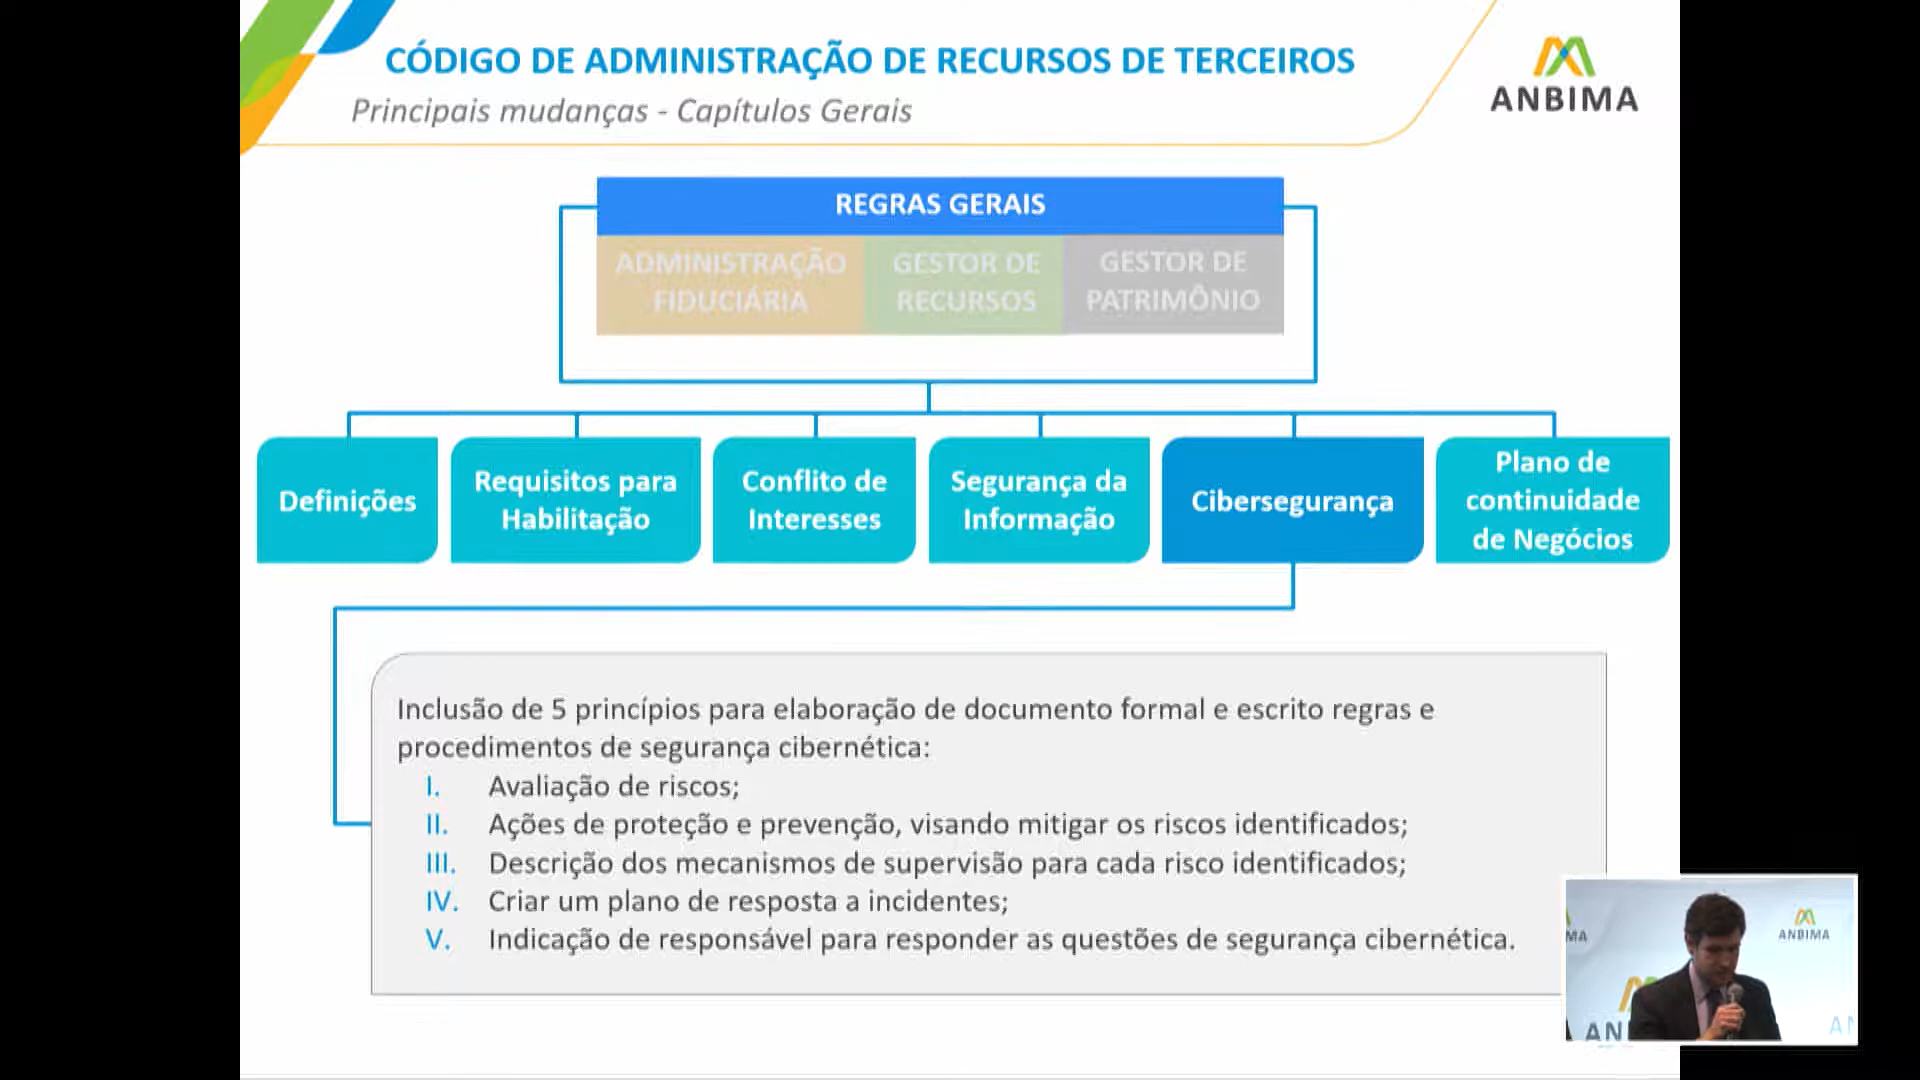 CÓDIGO DE ADMINISTRAÇÃO DE RECURSOS DE TERCEIROS
Principais mudanças - Capítulos Gerais
ANBIMA
REGRAS GERAIS
ADMINISTRAÇÃO
FIDUCIÁRIA
GESTOR DE
RECURSOS
GESTOR DE
PATRIMÔNIO
Definições
Requisitos para
Habilitação
Conflito de
Interesses
Segurança da
Informação
Cibersegurança
Plano de
continuidade
de Negócios
Inclusão de 5 princípios para elaboração de documento formal e escrito regras e
procedimentos de segurança cibernética:
I. Avaliação de riscos;
II. Ações de proteção e prevenção, visando mitigar os riscos identificados;
III. Descrição dos mecanismos de supervisão para cada risco identificados;
IV. Criar um plano de resposta a incidentes;
V. Indicação de responsável para responder as questões de segurança cibernética.
MA
ANBIMA
AN
A